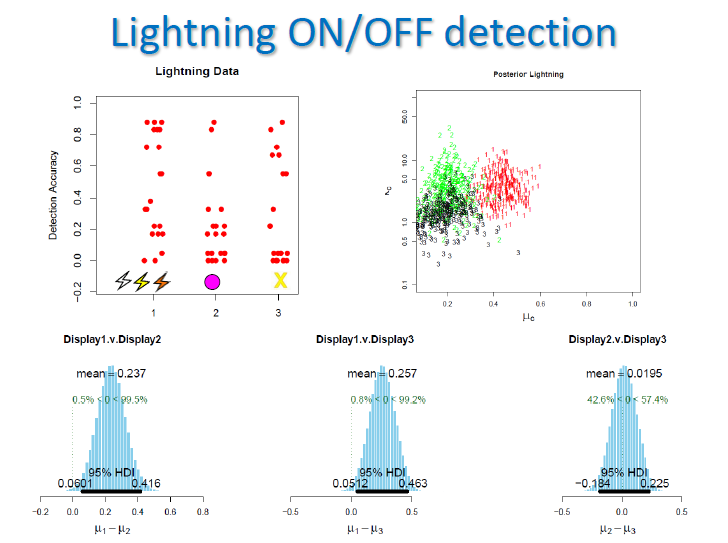 Lightning ON/OFF detection
Lightning Data
Posterior Lightning
Detection Accuracy
1.0
0.8
0.6
0.4
0.2
0.0
−0.2
1 2 3
X
κc
50.0
10.0
5.0
1.0
0.5
0.1
0.2 0.4 0.6 0.8 1.0
μc
Display1.v.Display2
mean = 0.237
0.5% < 0 < 99.5%
95% HDI
0.0601 0.416
−0.2 0.0 0.2 0.4 0.6 0.8
μ1 − μ2
Display1.v.Display3
mean = 0.257
0.8% < 0 < 99.2%
95% HDI
0.0512 0.463
−0.5 0.0 0.5
μ1 − μ3
Display2.v.Display3
mean = 0.0195
42.6% < 0 < 57.4%
95% HDI
−0.184 0.225
−0.5 0.0 0.5
μ2 − μ3